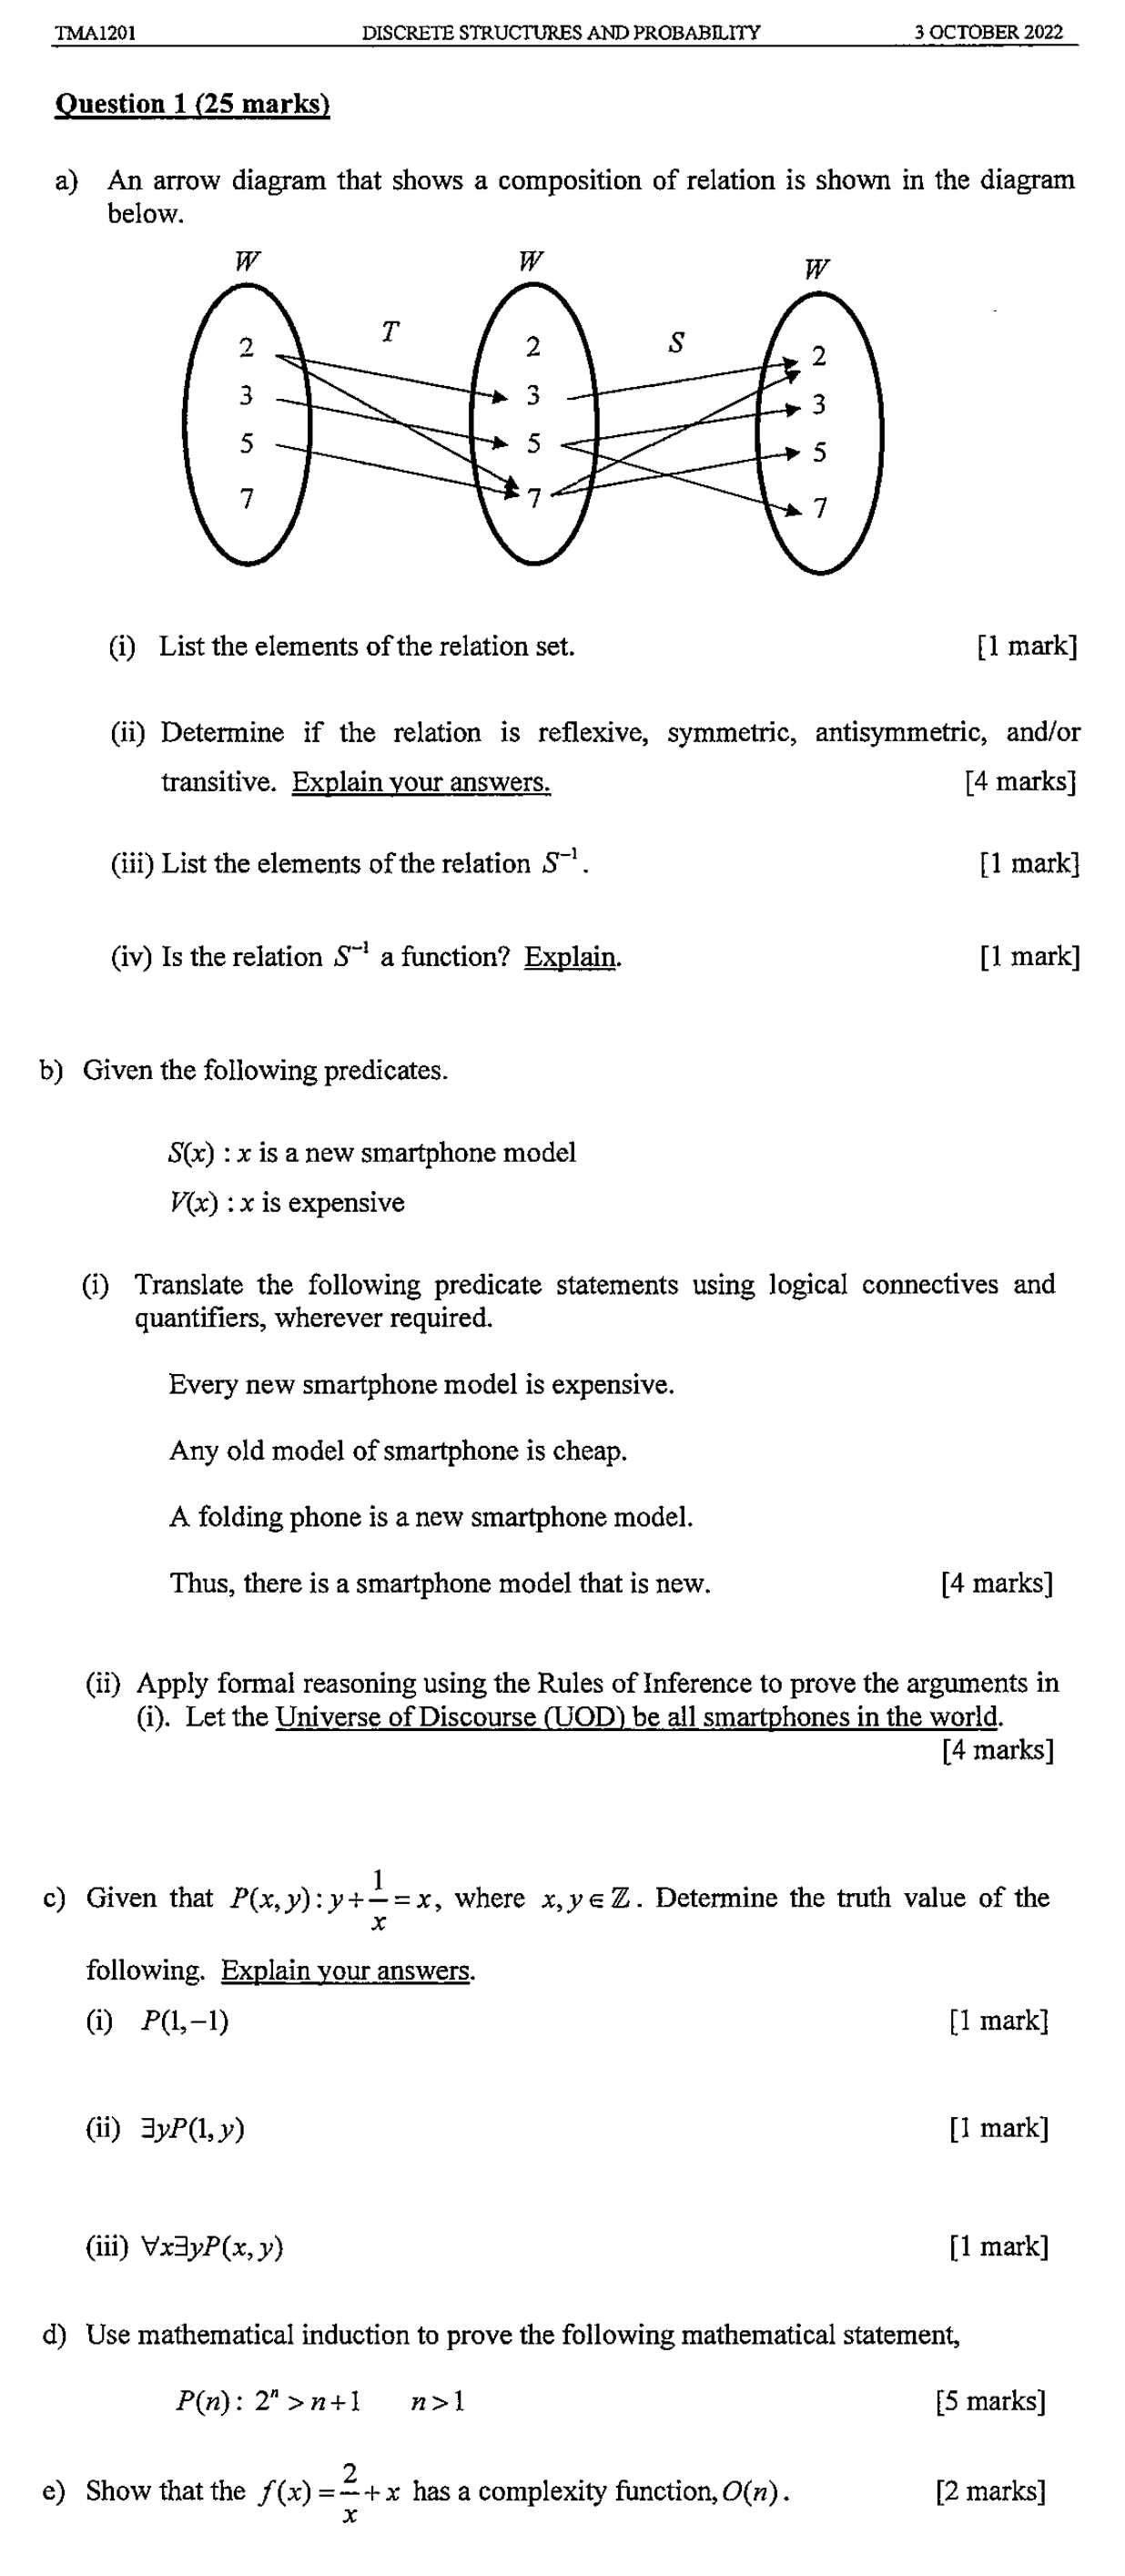 TMA1201 DISCRETE STRUCTURES AND PROBABILITY 3 OCTOBER 2022
Question 1 (25 marks)
a) An arrow diagram that shows a composition of relation is shown in the diagram
below.
W W W
T S
2 2 2
3 3 3
5 5 5
7 7 7
(i) List the elements of the relation set. [1 mark]
(ii) Determine if the relation is reflexive, symmetric, antisymmetric, and/or
transitive. Explain your answers. [4 marks]
(iii) List the elements of the relation S⁻¹. [1 mark]
(iv) Is the relation S⁻¹ a function? Explain. [1 mark]
b) Given the following predicates.
S(x) : x is a new smartphone model
V(x) : x is expensive
(i) Translate the following predicate statements using logical connectives and
quantifiers, wherever required.
Every new smartphone model is expensive.
Any old model of smartphone is cheap.
A folding phone is a new smartphone model.
Thus, there is a smartphone model that is new. [4 marks]
(ii) Apply formal reasoning using the Rules of Inference to prove the arguments in
(i). Let the Universe of Discourse (UOD) be all smartphones in the world.
[4 marks]
c) Given that P(x, y): y + 1/x = x, where x, y ∈ ℤ. Determine the truth value of the
following. Explain your answers.
(i) P(1,−1) [1 mark]
(ii) ∃yP(1, y) [1 mark]
(iii) ∀x∃yP(x, y) [1 mark]
d) Use mathematical induction to prove the following mathematical statement,
P(n): 2ⁿ > n+1 n > 1 [5 marks]
e) Show that the f(x) = 2/x + x has a complexity function, O(n). [2 marks]